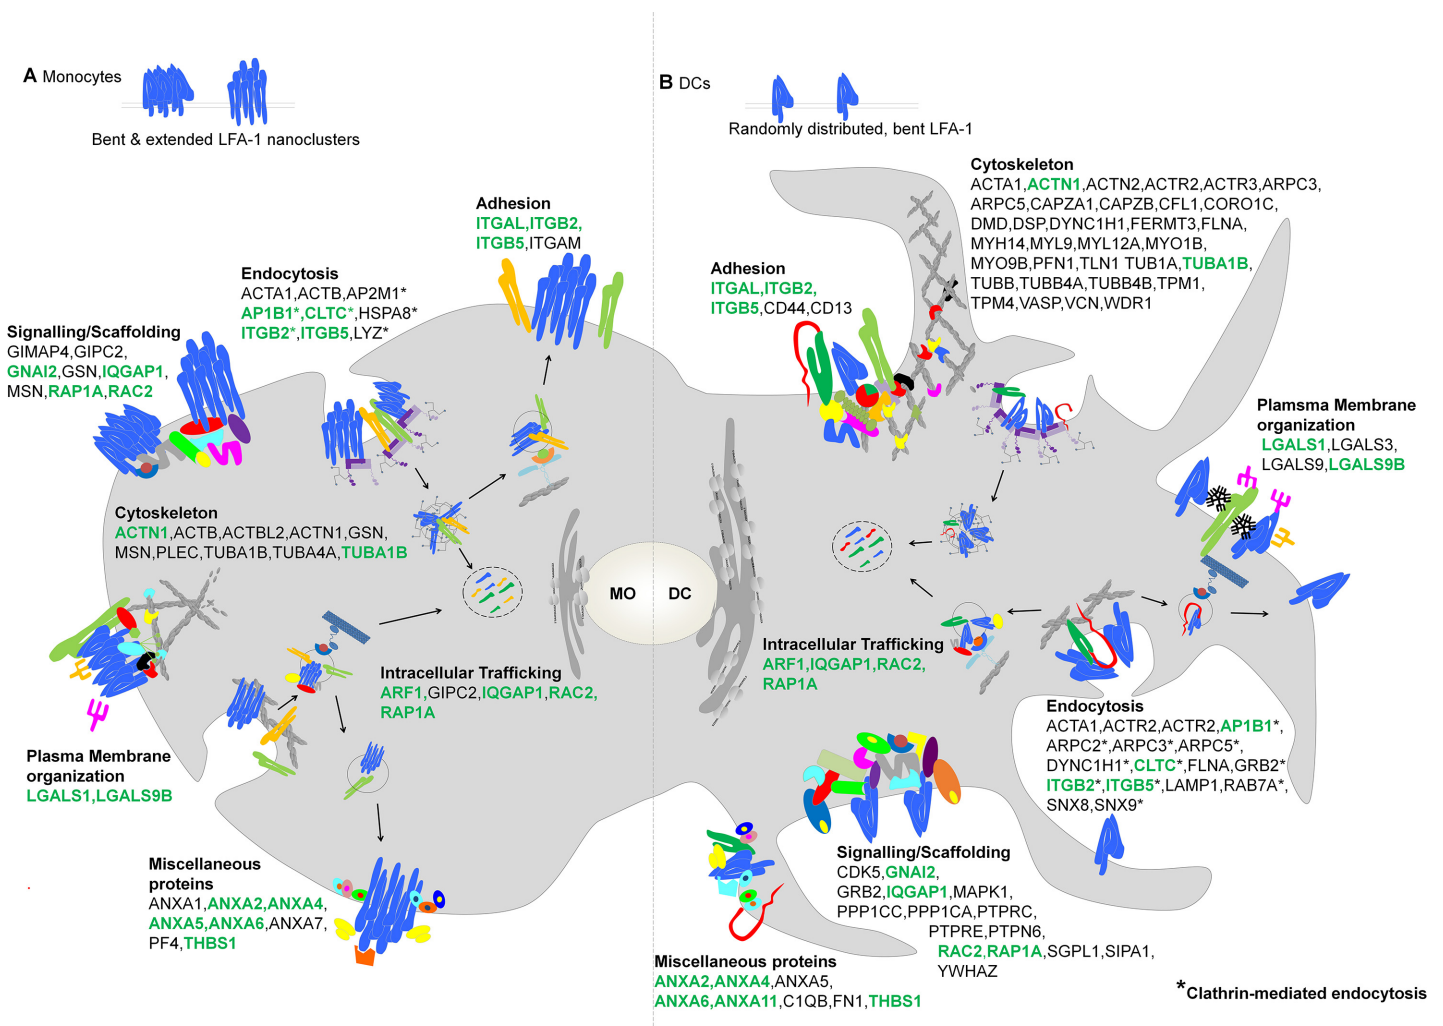 A Monocytes
Bent & extended LFA-1 nanoclusters
Adhesion
ITGAL,ITGB2,
ITGB5,ITGAM
Endocytosis
ACTA1,ACTB,AP2M1*
AP1B1*,CLTC*,HSPA8*
ITGB2*,ITGB5,LYZ*
Signalling/Scaffolding
GIMAP4,GIPC2,
GNAI2,GSN,IQGAP1,
MSN,RAP1A,RAC2
Cytoskeleton
ACTN1,ACTB,ACTBL2,ACTN1,GSN,
MSN,PLEC,TUBA1B,TUBA4A,TUBA1B
Intracellular Trafficking
ARF1,GIPC2,IQGAP1,RAC2,
RAP1A
Plasma Membrane
organization
LGALS1,LGALS9B
Miscellaneous
proteins
ANXA1,ANXA2,ANXA4,
ANXA5,ANXA6,ANXA7,
PF4,THBS1
MO
DC
B DCs
Randomly distributed, bent LFA-1
Cytoskeleton
ACTA1,ACTN1,ACTN2,ACTR2,ACTR3,ARPC3,
ARPC5,CAPZA1,CAPZB,CFL1,CORO1C,
DMD,DSP,DYNC1H1,FERMT3,FLNA,
MYH14,MYL9,MYL12A,MYO1B,
MYO9B,PFN1,TLN1 TUB1A,TUBA1B,
TUBB,TUBB4A,TUBB4B,TPM1,
TPM4,VASP,VCN,WDR1
Adhesion
ITGAL,ITGB2,
ITGB5,CD44,CD13
Plamsma Membrane
organization
LGALS1,LGALS3,
LGALS9,LGALS9B
Intracellular Trafficking
ARF1,IQGAP1,RAC2,
RAP1A
Endocytosis
ACTA1,ACTR2,ACTR2,AP1B1*,
ARPC2*,ARPC3*,ARPC5*,
DYNC1H1*,CLTC*,FLNA,GRB2*
ITGB2*,ITGB5*,LAMP1,RAB7A*,
SNX8,SNX9*
Signalling/Scaffolding
CDK5,GNAI2,
GRB2,IQGAP1,MAPK1,
PPP1CC,PPP1CA,PTPRC,
PTPRE,PTPN6,
RAC2,RAP1A,SGPL1,SIPA1,
YWHAZ
Miscellaneous proteins
ANXA2,ANXA4,ANXA5,
ANXA6,ANXA11,C1QB,FN1,THBS1
*Clathrin-mediated endocytosis